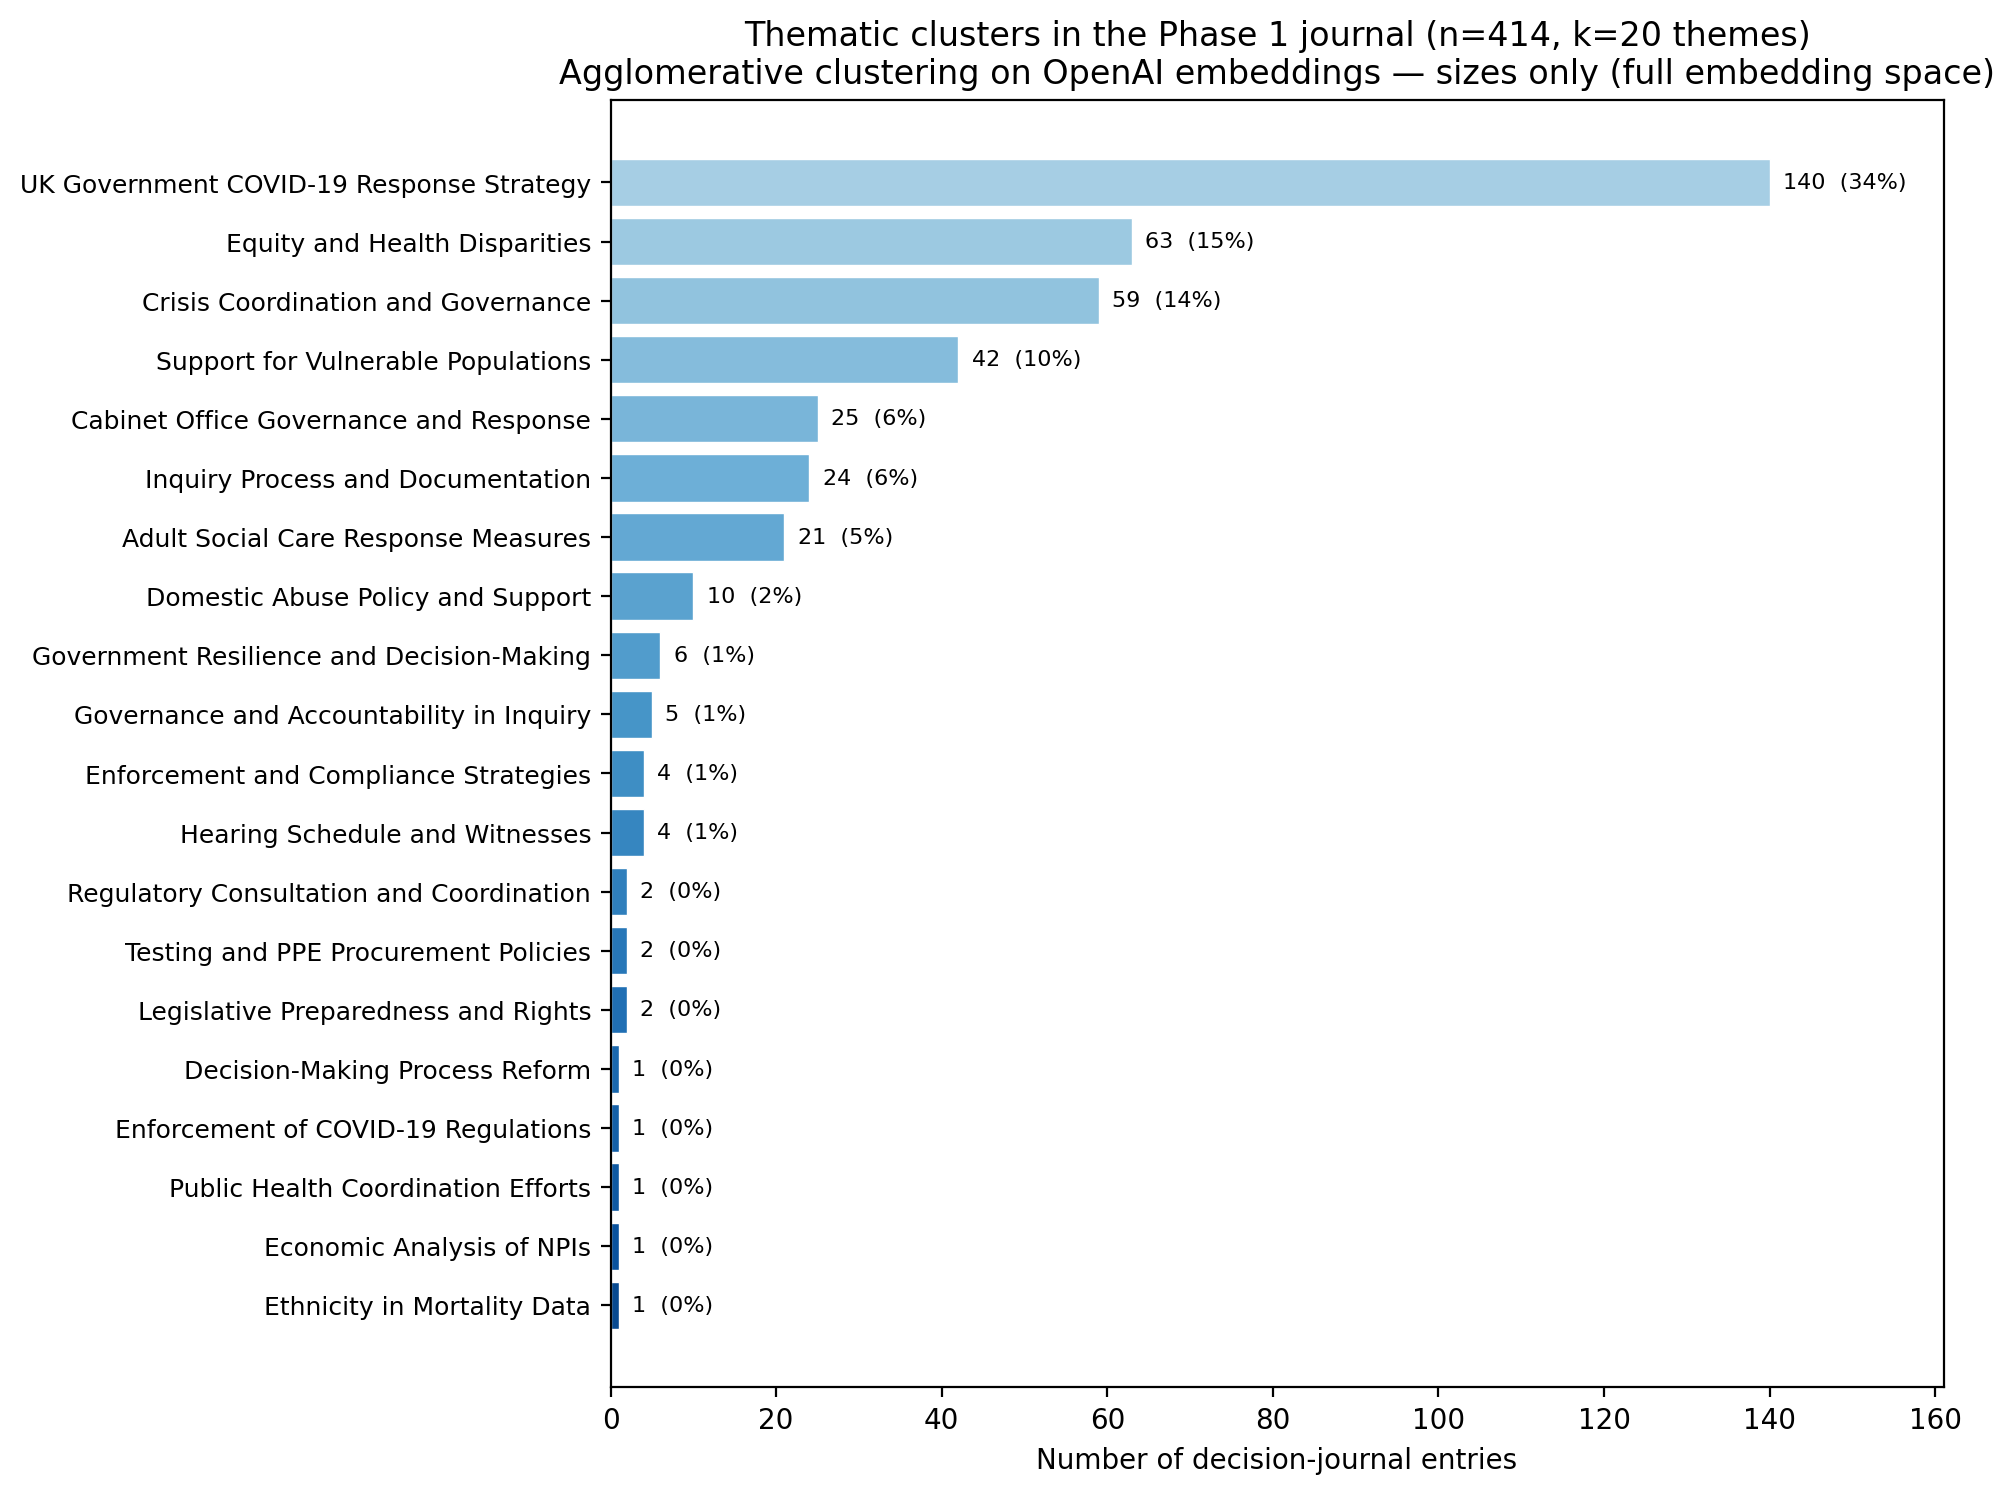 Thematic clusters in the Phase 1 journal (n=414, k=20 themes)
Agglomerative clustering on OpenAI embeddings — sizes only (full embedding space)
UK Government COVID-19 Response Strategy 140 (34%)
Equity and Health Disparities 63 (15%)
Crisis Coordination and Governance 59 (14%)
Support for Vulnerable Populations 42 (10%)
Cabinet Office Governance and Response 25 (6%)
Inquiry Process and Documentation 24 (6%)
Adult Social Care Response Measures 21 (5%)
Domestic Abuse Policy and Support 10 (2%)
Government Resilience and Decision-Making 6 (1%)
Governance and Accountability in Inquiry 5 (1%)
Enforcement and Compliance Strategies 4 (1%)
Hearing Schedule and Witnesses 4 (1%)
Regulatory Consultation and Coordination 2 (0%)
Testing and PPE Procurement Policies 2 (0%)
Legislative Preparedness and Rights 2 (0%)
Decision-Making Process Reform 1 (0%)
Enforcement of COVID-19 Regulations 1 (0%)
Public Health Coordination Efforts 1 (0%)
Economic Analysis of NPIs 1 (0%)
Ethnicity in Mortality Data 1 (0%)
0 20 40 60 80 100 120 140 160
Number of decision-journal entries